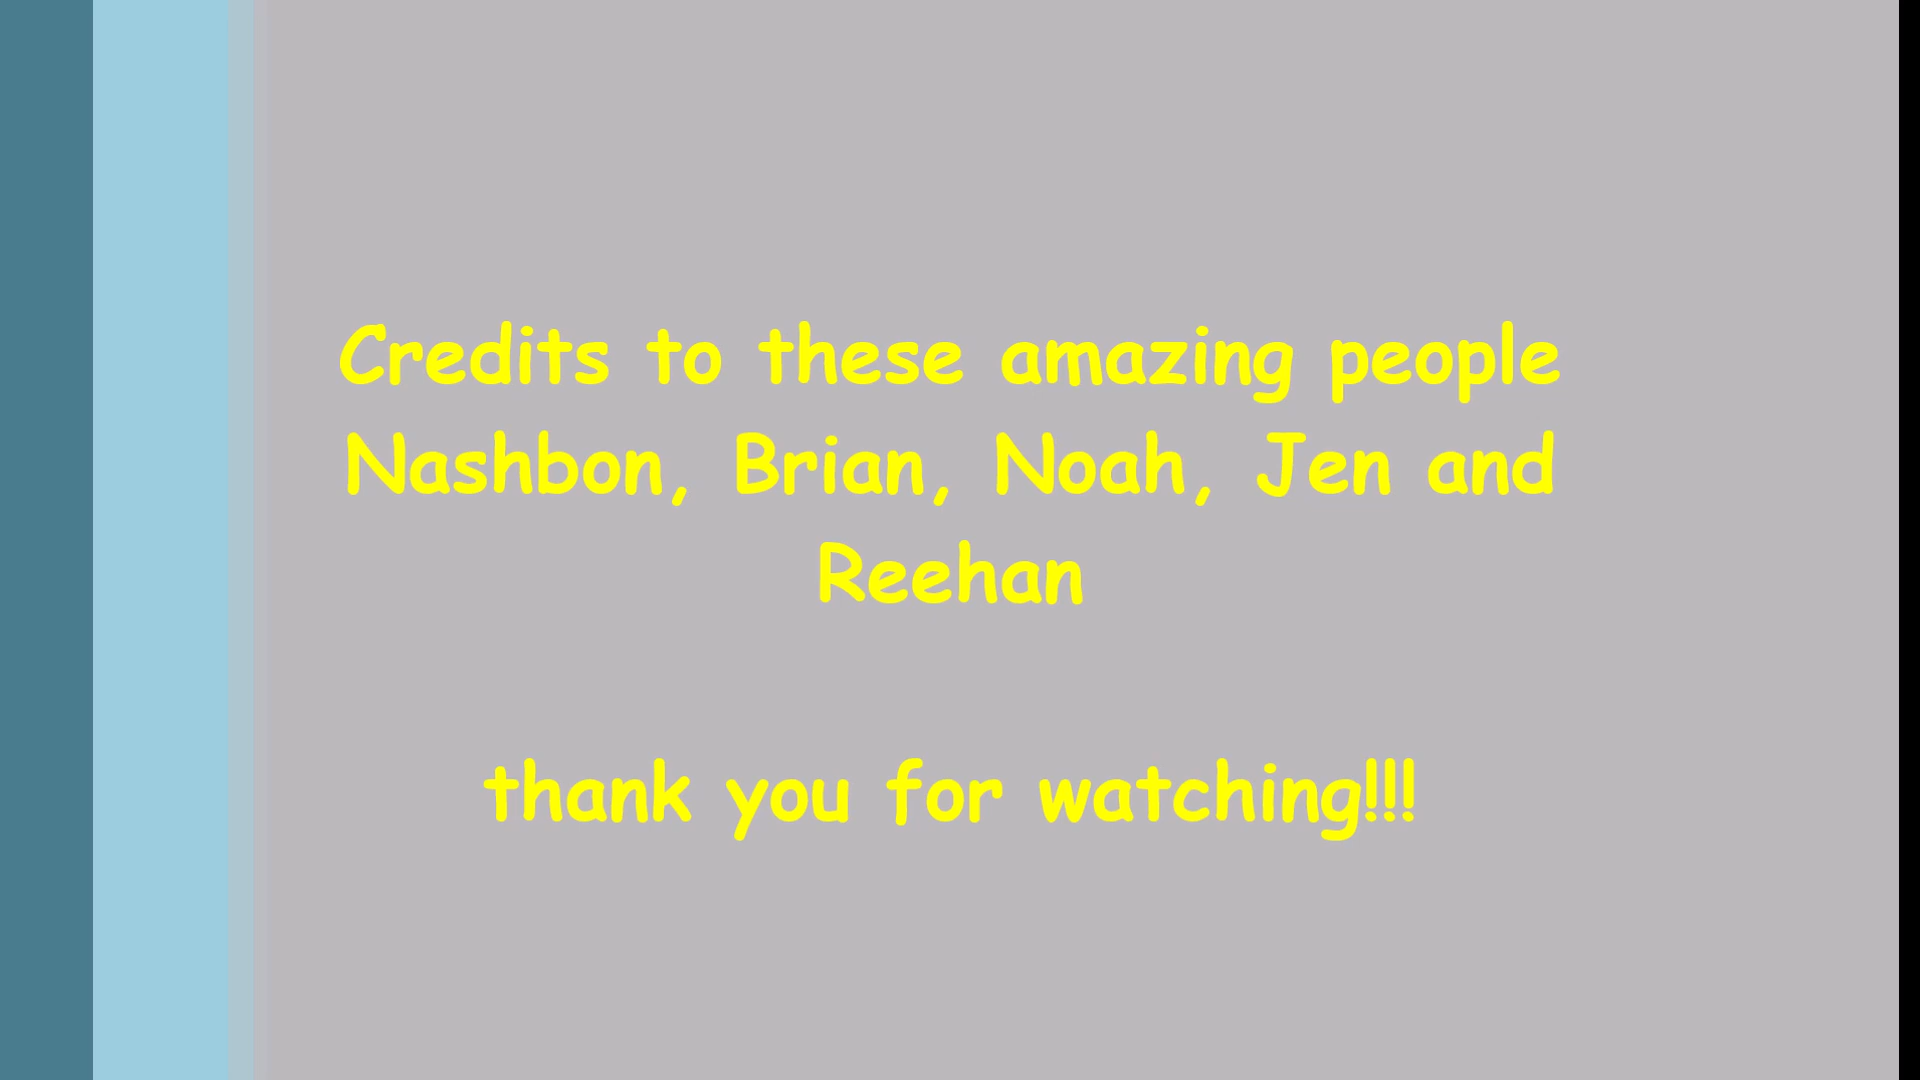 Credits to these amazing people
Nashbon, Brian, Noah, Jen and
Reehan
thank you for watching!!!